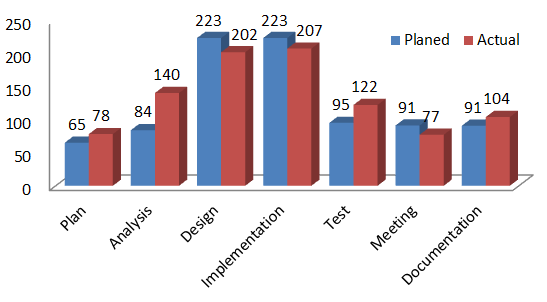 250
200
150
100
50
0
Planed
Actual
65
78
84
140
223
202
223
207
95
122
91
77
91
104
Plan
Analysis
Design
Implementation
Test
Meeting
Documentation